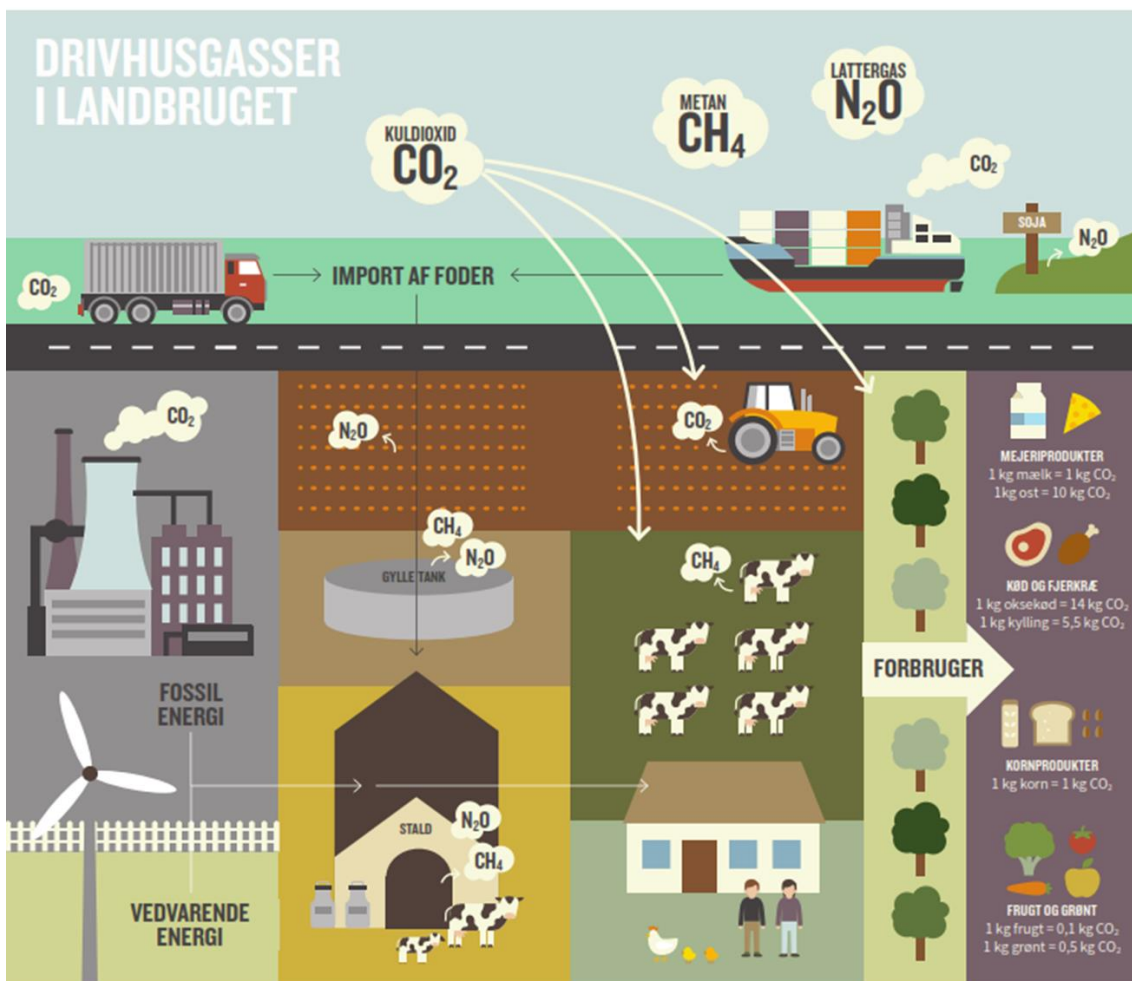 DRIVHUSGASSER
I LANDBRUGET
KULDIOXID
CO₂
METAN
CH₄
LATTERGAS
N₂O
CO₂
SOJA
N₂O
CO₂
IMPORT AF FODER
CO₂
N₂O
CO₂
CH₄
N₂O
GYLLETANK
CH₄
FOSSIL
ENERGI
STALD
N₂O
CH₄
VEDVARENDE
ENERGI
FORBRUGER
MEJERIPRODUKTER
1 kg mælk = 1 kg CO₂
1kg ost = 10 kg CO₂
KØD OG FJERKRÆ
1 kg oksekød = 14 kg CO₂
1 kg kylling = 5,5 kg CO₂
KORNPRODUKTER
1 kg korn = 1 kg CO₂
FRUGT OG GRØNT
1 kg frugt = 0,1 kg CO₂
1 kg grønt = 0,5 kg CO₂